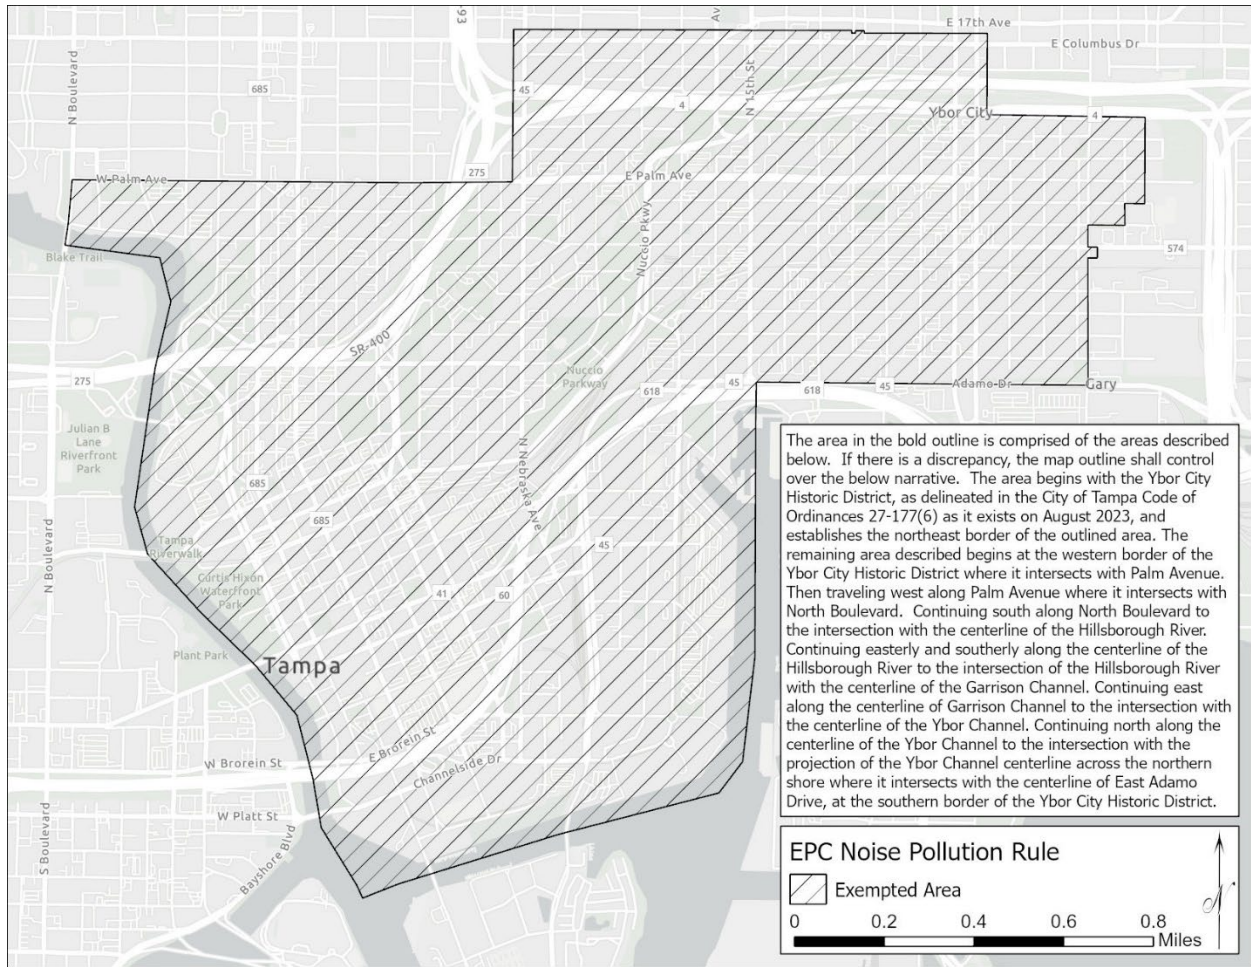 93
Av
E 17th Ave
E Columbus Dr
N Boulevard
685
45
4
N 15th St
Ybor City
4
W Palm Ave
275
E Palm Ave
Nuccio Pkwy
574
Blake Trail
SR-400
275
Nuccio
Parkway
618
45
618
45
Adamo Dr
Gary
Julian B
Lane
Riverfront
Park
N Nebraska Ave
685
685
N Boulevard
Tampa
Riverwalk
45
Curtis Hixon
Waterfront
Park
41
60
Plant Park
Tampa
E Brorein St
W Brorein St
Channelside Dr
W Platt St
S Boulevard
Bayshore Blvd
The area in the bold outline is comprised of the areas described
below. If there is a discrepancy, the map outline shall control
over the below narrative. The area begins with the Ybor City
Historic District, as delineated in the City of Tampa Code of
Ordinances 27-177(6) as it exists on August 2023, and
establishes the northeast border of the outlined area. The
remaining area described begins at the western border of the
Ybor City Historic District where it intersects with Palm Avenue.
Then traveling west along Palm Avenue where it intersects with
North Boulevard. Continuing south along North Boulevard to
the intersection with the centerline of the Hillsborough River.
Continuing easterly and southerly along the centerline of the
Hillsborough River to the intersection of the Hillsborough River
with the centerline of the Garrison Channel. Continuing east
along the centerline of Garrison Channel to the intersection with
the centerline of the Ybor Channel. Continuing north along the
centerline of the Ybor Channel to the intersection with the
projection of the Ybor Channel centerline across the northern
shore where it intersects with the centerline of East Adamo
Drive, at the southern border of the Ybor City Historic District.
EPC Noise Pollution Rule
Exempted Area
N
0 0.2 0.4 0.6 0.8
Miles